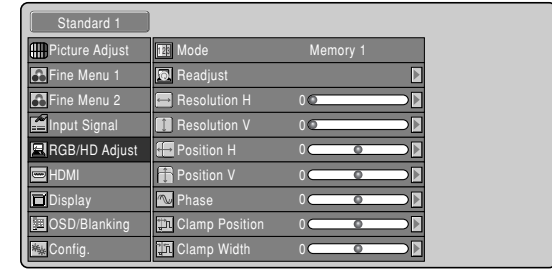 Standard 1
Picture Adjust
Fine Menu 1
Fine Menu 2
Input Signal
RGB/HD Adjust
HDMI
Display
OSD/Blanking
Config.
Mode Memory 1
Readjust
Resolution H 0
Resolution V 0
Position H 0
Position V 0
Phase 0
Clamp Position 0
Clamp Width 0